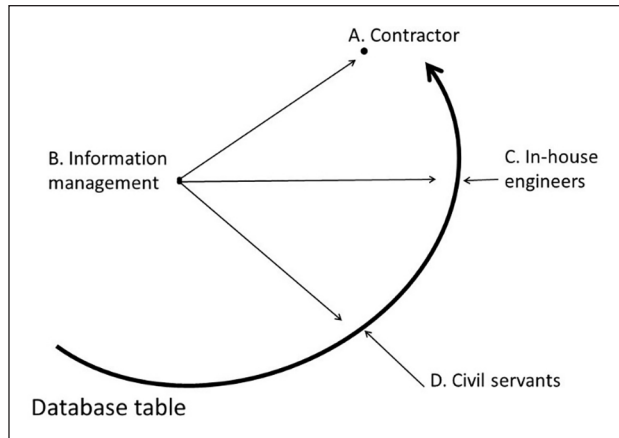 A. Contractor
B. Information
management
C. In-house
engineers
D. Civil servants
Database table